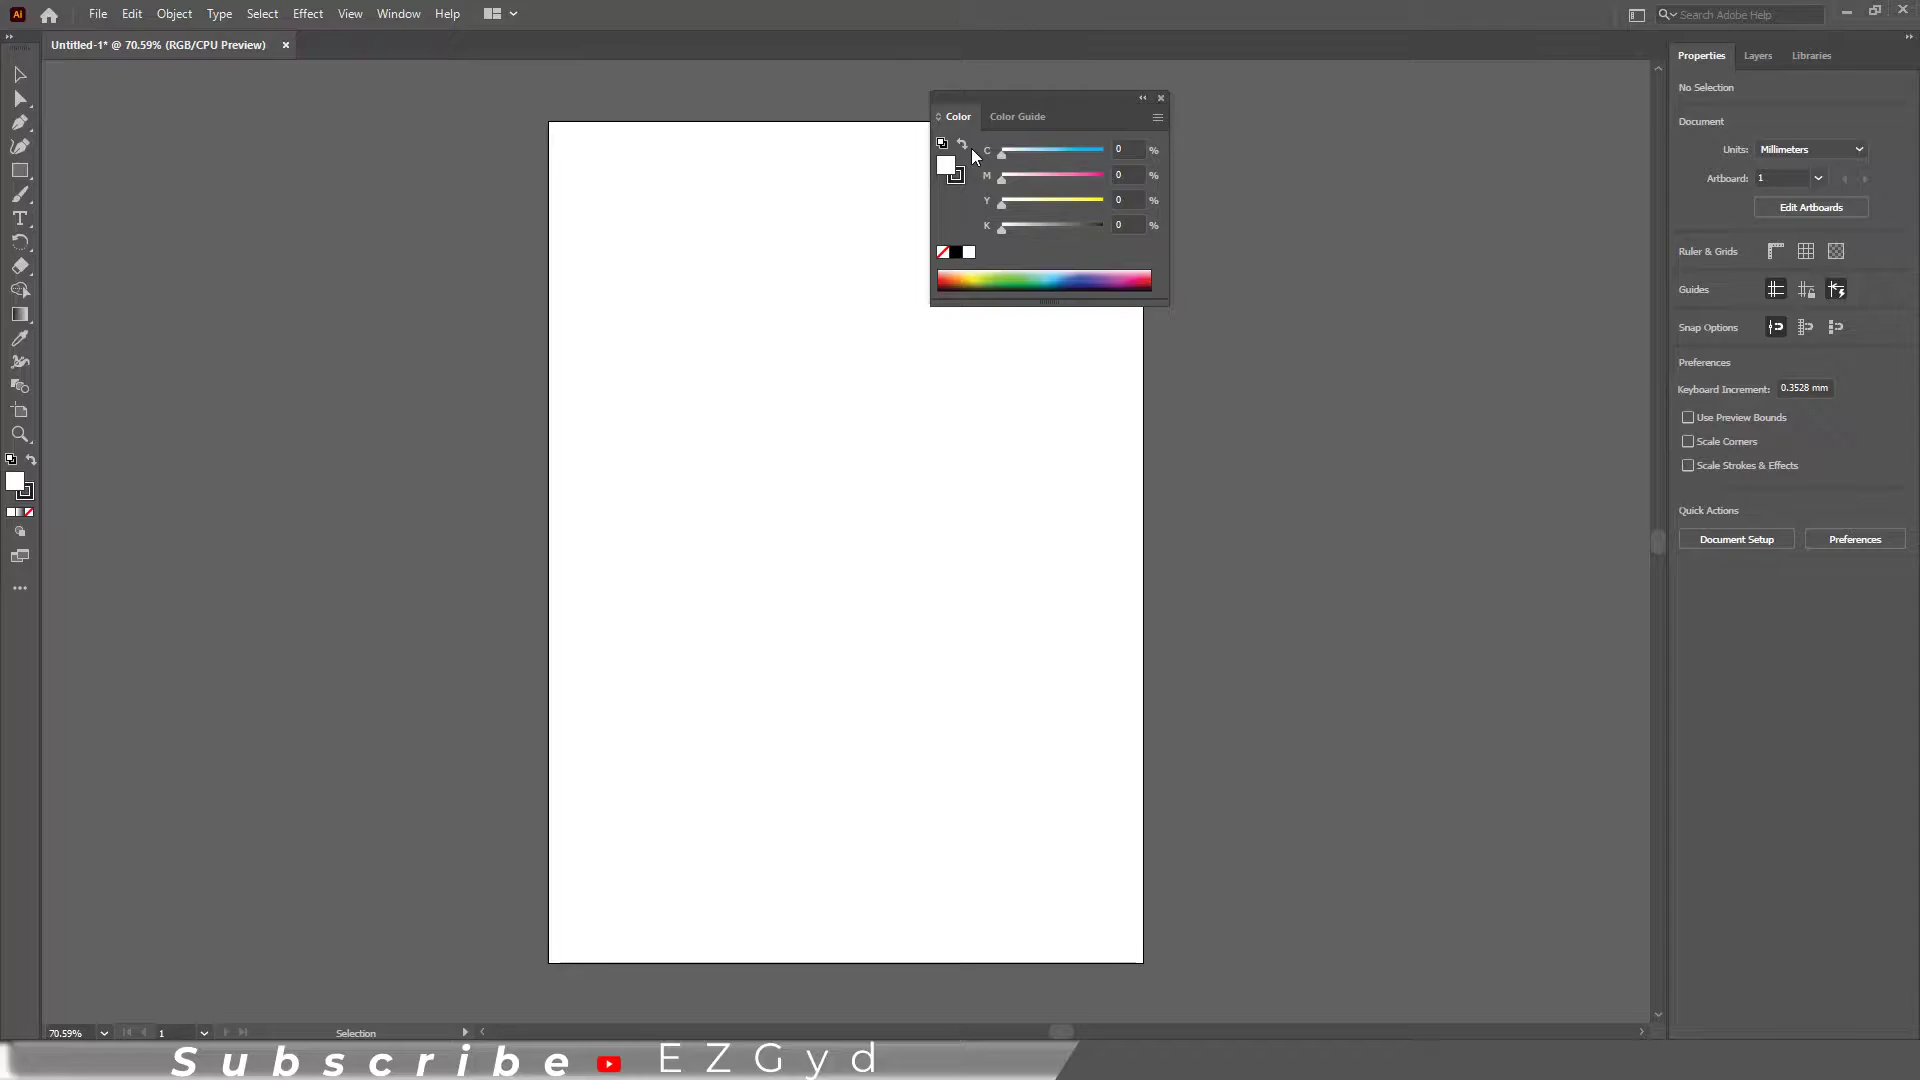 Ai File Edit Object Type Select Effect View Window Help Search Adobe Help
Untitled-1* @ 70.59% (RGB/CPU Preview) ×
Color Color Guide
C 0 %
M 0 %
Y 0 %
K 0 %
Properties Layers Libraries
No Selection
Document
Units: Millimeters
Artboard: 1
Edit Artboards
Ruler & Grids
Guides
Snap Options
Preferences
Keyboard Increment: 0.3528 mm
Use Preview Bounds
Scale Corners
Scale Strokes & Effects
Quick Actions
Document Setup Preferences
70.59% 1 Selection
Subscribe EZGyd